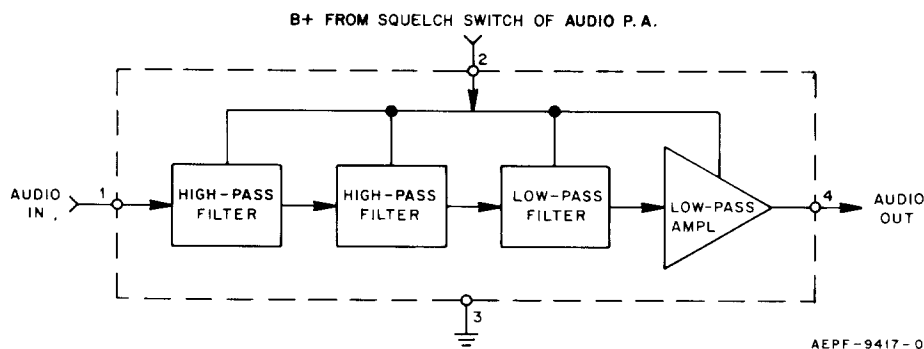 B+ FROM SQUELCH SWITCH OF AUDIO P. A.
2
AUDIO
IN
1
HIGH-PASS
FILTER
HIGH-PASS
FILTER
LOW-PASS
FILTER
LOW-PASS
AMPL
4
AUDIO
OUT
3
AEPF-9417-0